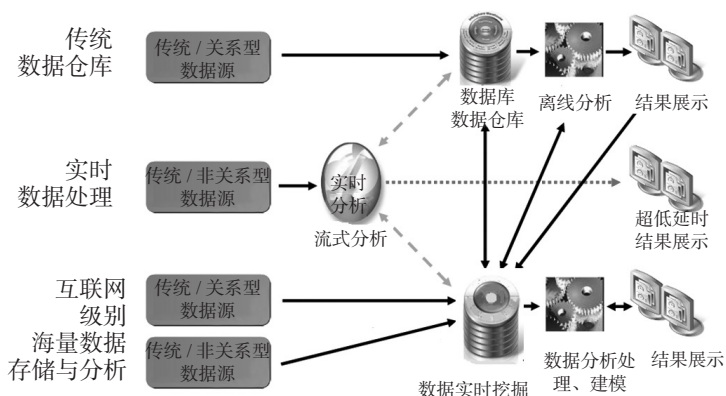 传统
数据仓库
传统 / 关系型
数据源
数据库
数据仓库
离线分析
结果展示
实时
数据处理
传统 / 非关系型
数据源
实时
分析
流式分析
超低延时
结果展示
互联网
级别
海量数据
存储与分析
传统 / 关系型
数据源
传统 / 非关系型
数据源
数据实时挖掘
数据分析处
理、建模
结果展示